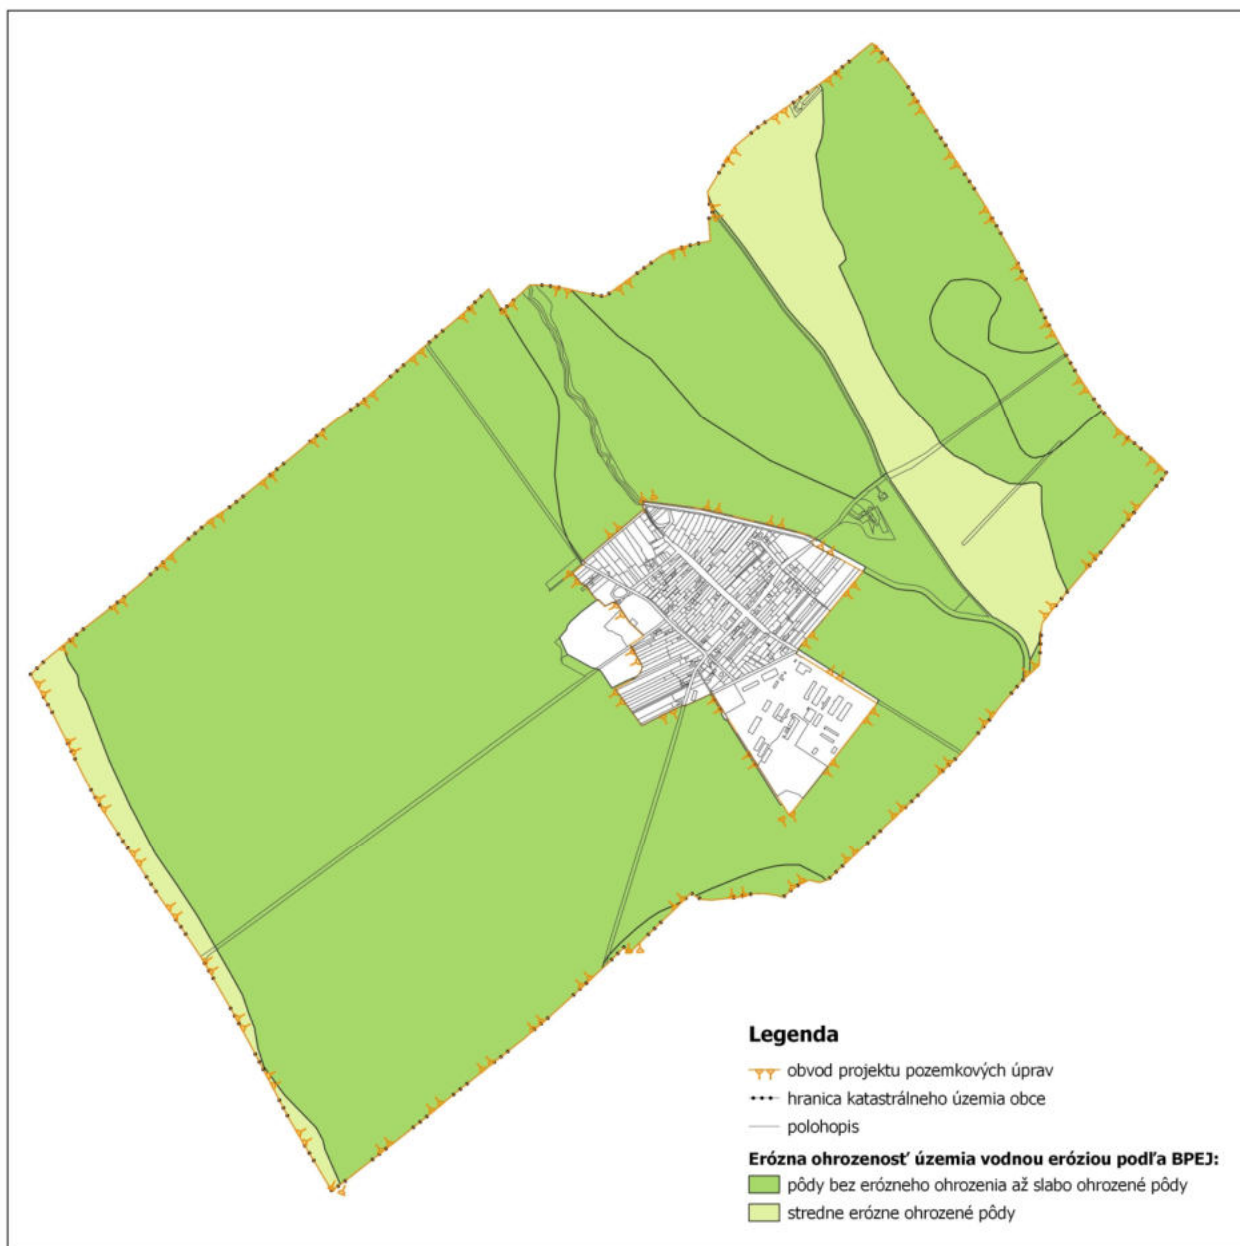 Legenda
obvod projektu pozemkových úprav
hranica katastrálneho územia obce
polohopis
Erózna ohrozenosť územia vodnou eróziou podľa BPEJ:
pôdy bez erózneho ohrozenia až slabo ohrozené pôdy
stredne erózne ohrozené pôdy